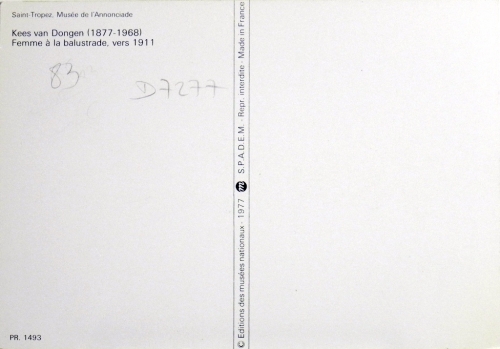 Saint-Tropez, Musée de l'Annonciade
Kees van Dongen (1877-1968)
Femme à la balustrade, vers 1911
83
D7277
© Editions des musées nationaux - 1977 m S.P.A.D.E.M. - Repr. interdite - Made in France
PR. 1493